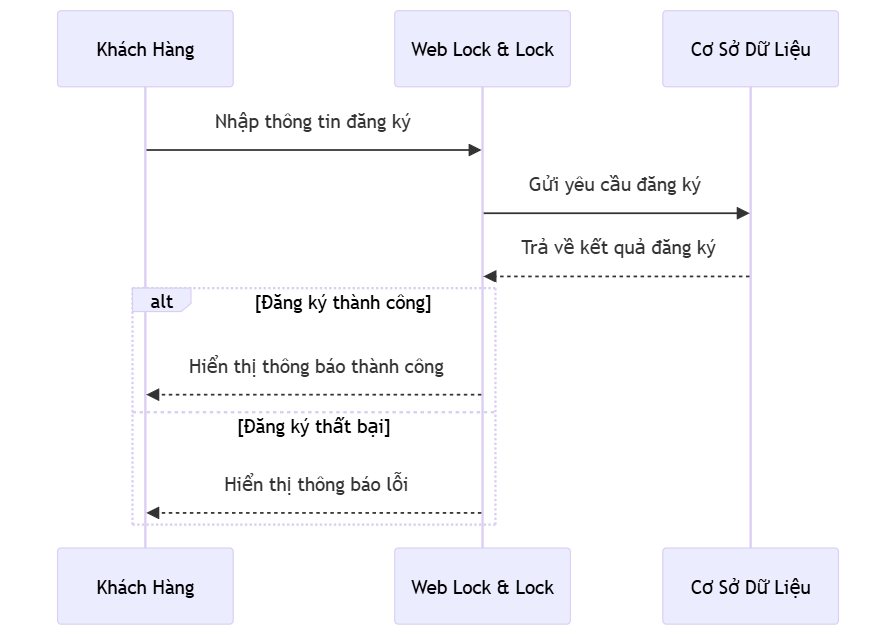 Khách Hàng
Web Lock & Lock
Cơ Sở Dữ Liệu
Nhập thông tin đăng ký
Gửi yêu cầu đăng ký
Trả về kết quả đăng ký
alt
[Đăng ký thành công]
Hiển thị thông báo thành công
[Đăng ký thất bại]
Hiển thị thông báo lỗi
Khách Hàng
Web Lock & Lock
Cơ Sở Dữ Liệu